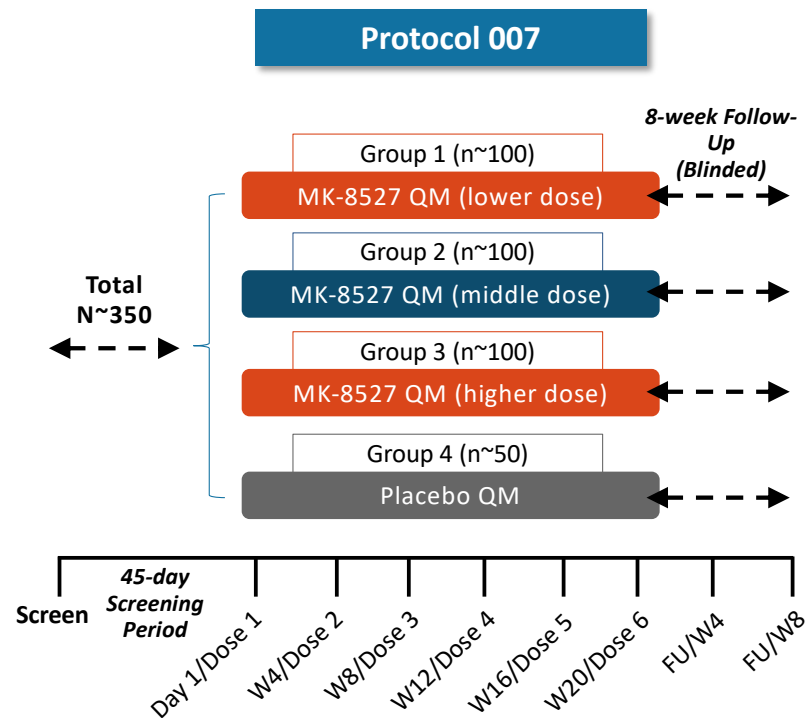 Protocol 007
8-week Follow-
Up
(Blinded)
Group 1 (n~100)
MK-8527 QM (lower dose)
Group 2 (n~100)
MK-8527 QM (middle dose)
Total
N~350
Group 3 (n~100)
MK-8527 QM (higher dose)
Group 4 (n~50)
Placebo QM
Screen
45-day
Screening
Period
Day 1/Dose 1
W4/Dose 2
W8/Dose 3
W12/Dose 4
W16/Dose 5
W20/Dose 6
FU/W4
FU/W8